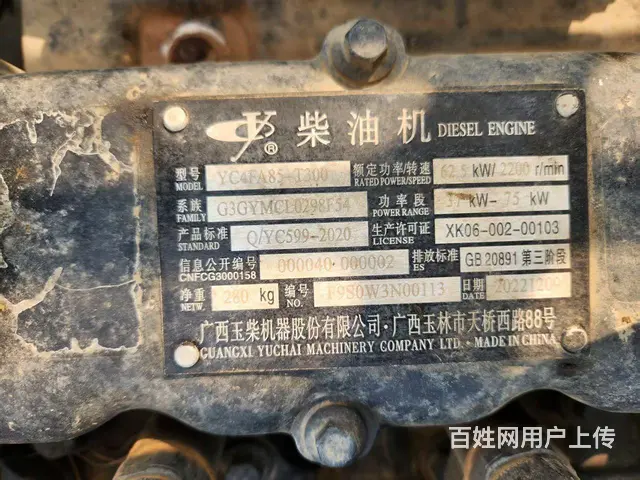 YC ® 柴油机 DIESEL ENGINE
型号 MODEL YC4FA85-T300 额定功率/转速 RATED POWER/SPEED 62.5 kW/ 2200 r/min
系族 FAMILY G3GYMCL0298F54 功率段 POWER RANGE 37 kW- 75 kW
产品标准 STANDARD Q/YC599-2020 生产许可证 LICENSE XK06-002-00103
信息公开编号 CNFCG3000158 000040-000002 排放标准 ES GB 20891 第三阶段
净重 NETW. 280 kg 编号 NO. F9S0W3N00113 日期 DATE
广西玉柴机器股份有限公司·广西玉林市天桥西路88号
GUANGXI YUCHAI MACHINERY COMPANY LTD. · MADE IN CHINA
百姓网用户上传